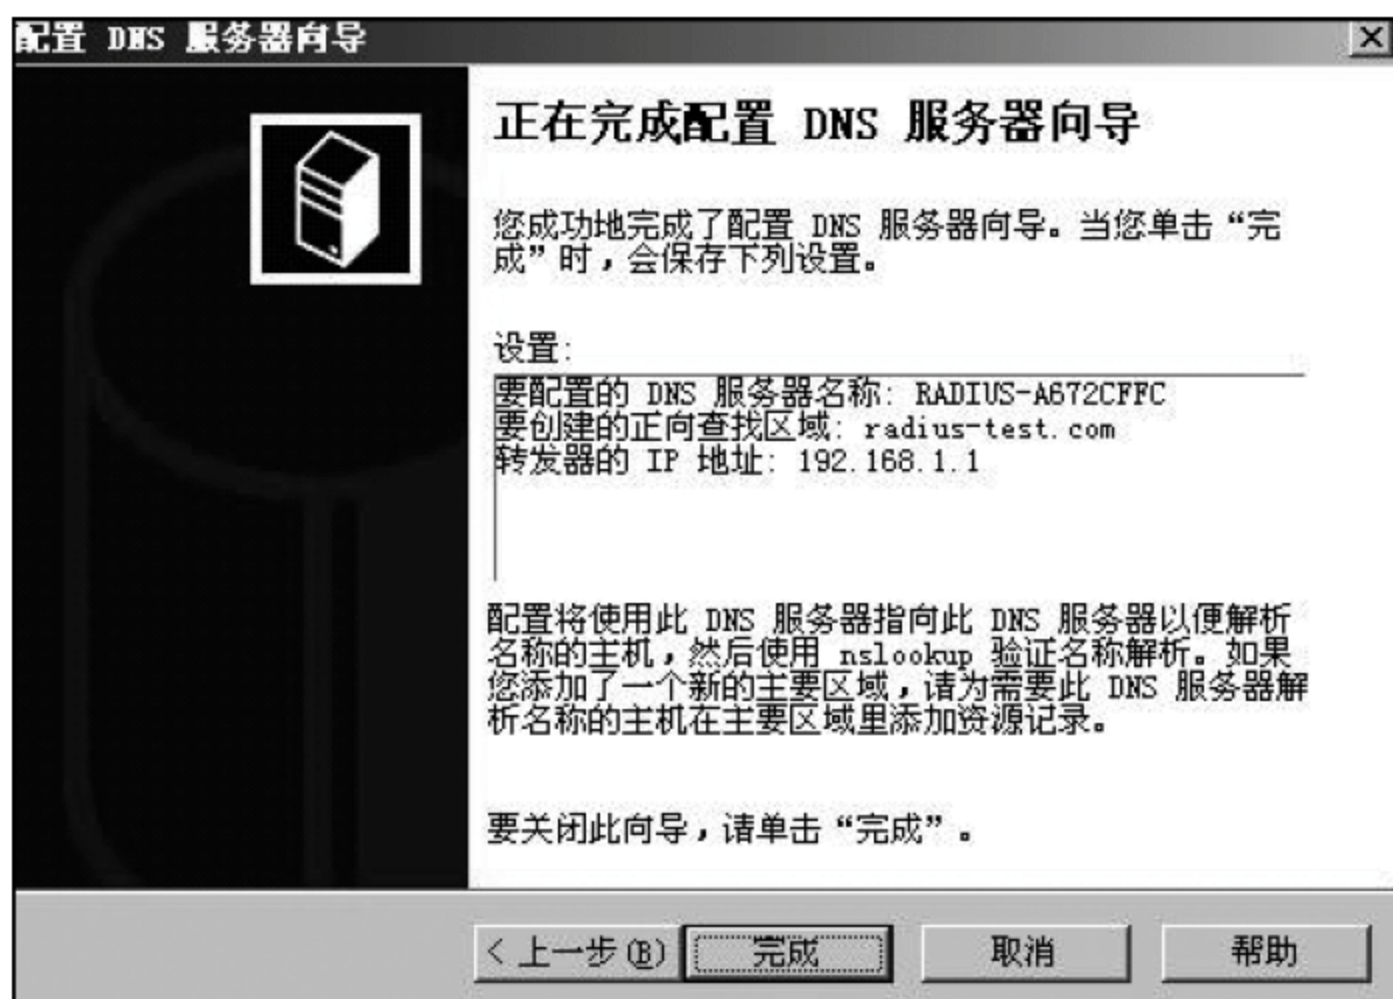 配置 DNS 服务器向导
正在完成配置 DNS 服务器向导
您成功地完成了配置 DNS 服务器向导。当您单击“完
成”时，会保存下列设置。
设置:
要配置的 DNS 服务器名称: RADIUS-A672CFFC
要创建的正向查找区域: radius-test.com
转发器的 IP 地址: 192.168.1.1
配置将使用此 DNS 服务器指向此 DNS 服务器以便解析
名称的主机，然后使用 nslookup 验证名称解析。如果
您添加了一个新的主要区域，请为需要此 DNS 服务器解
析名称的主机在主要区域里添加资源记录。
要关闭此向导，请单击“完成”。
< 上一步(B)
完成
取消
帮助